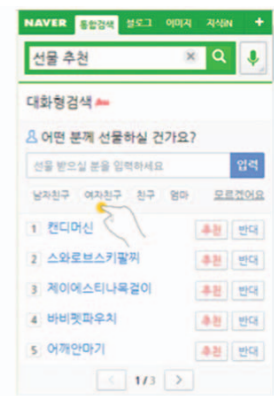 NAVER 통합검색 블로그 이미지 지식iN +
선물 추천 ×
대화형검색
어떤 분께 선물하실 건가요?
선물 받으실 분을 입력하세요 입력
남자친구 여자친구 친구 엄마 모르겠어요
1 캔디머신 추천 반대
2 스와로브스키팔찌 추천 반대
3 제이에스티나목걸이 추천 반대
4 바비펫파우치 추천 반대
5 어깨안마기 추천 반대
< 1/3 >